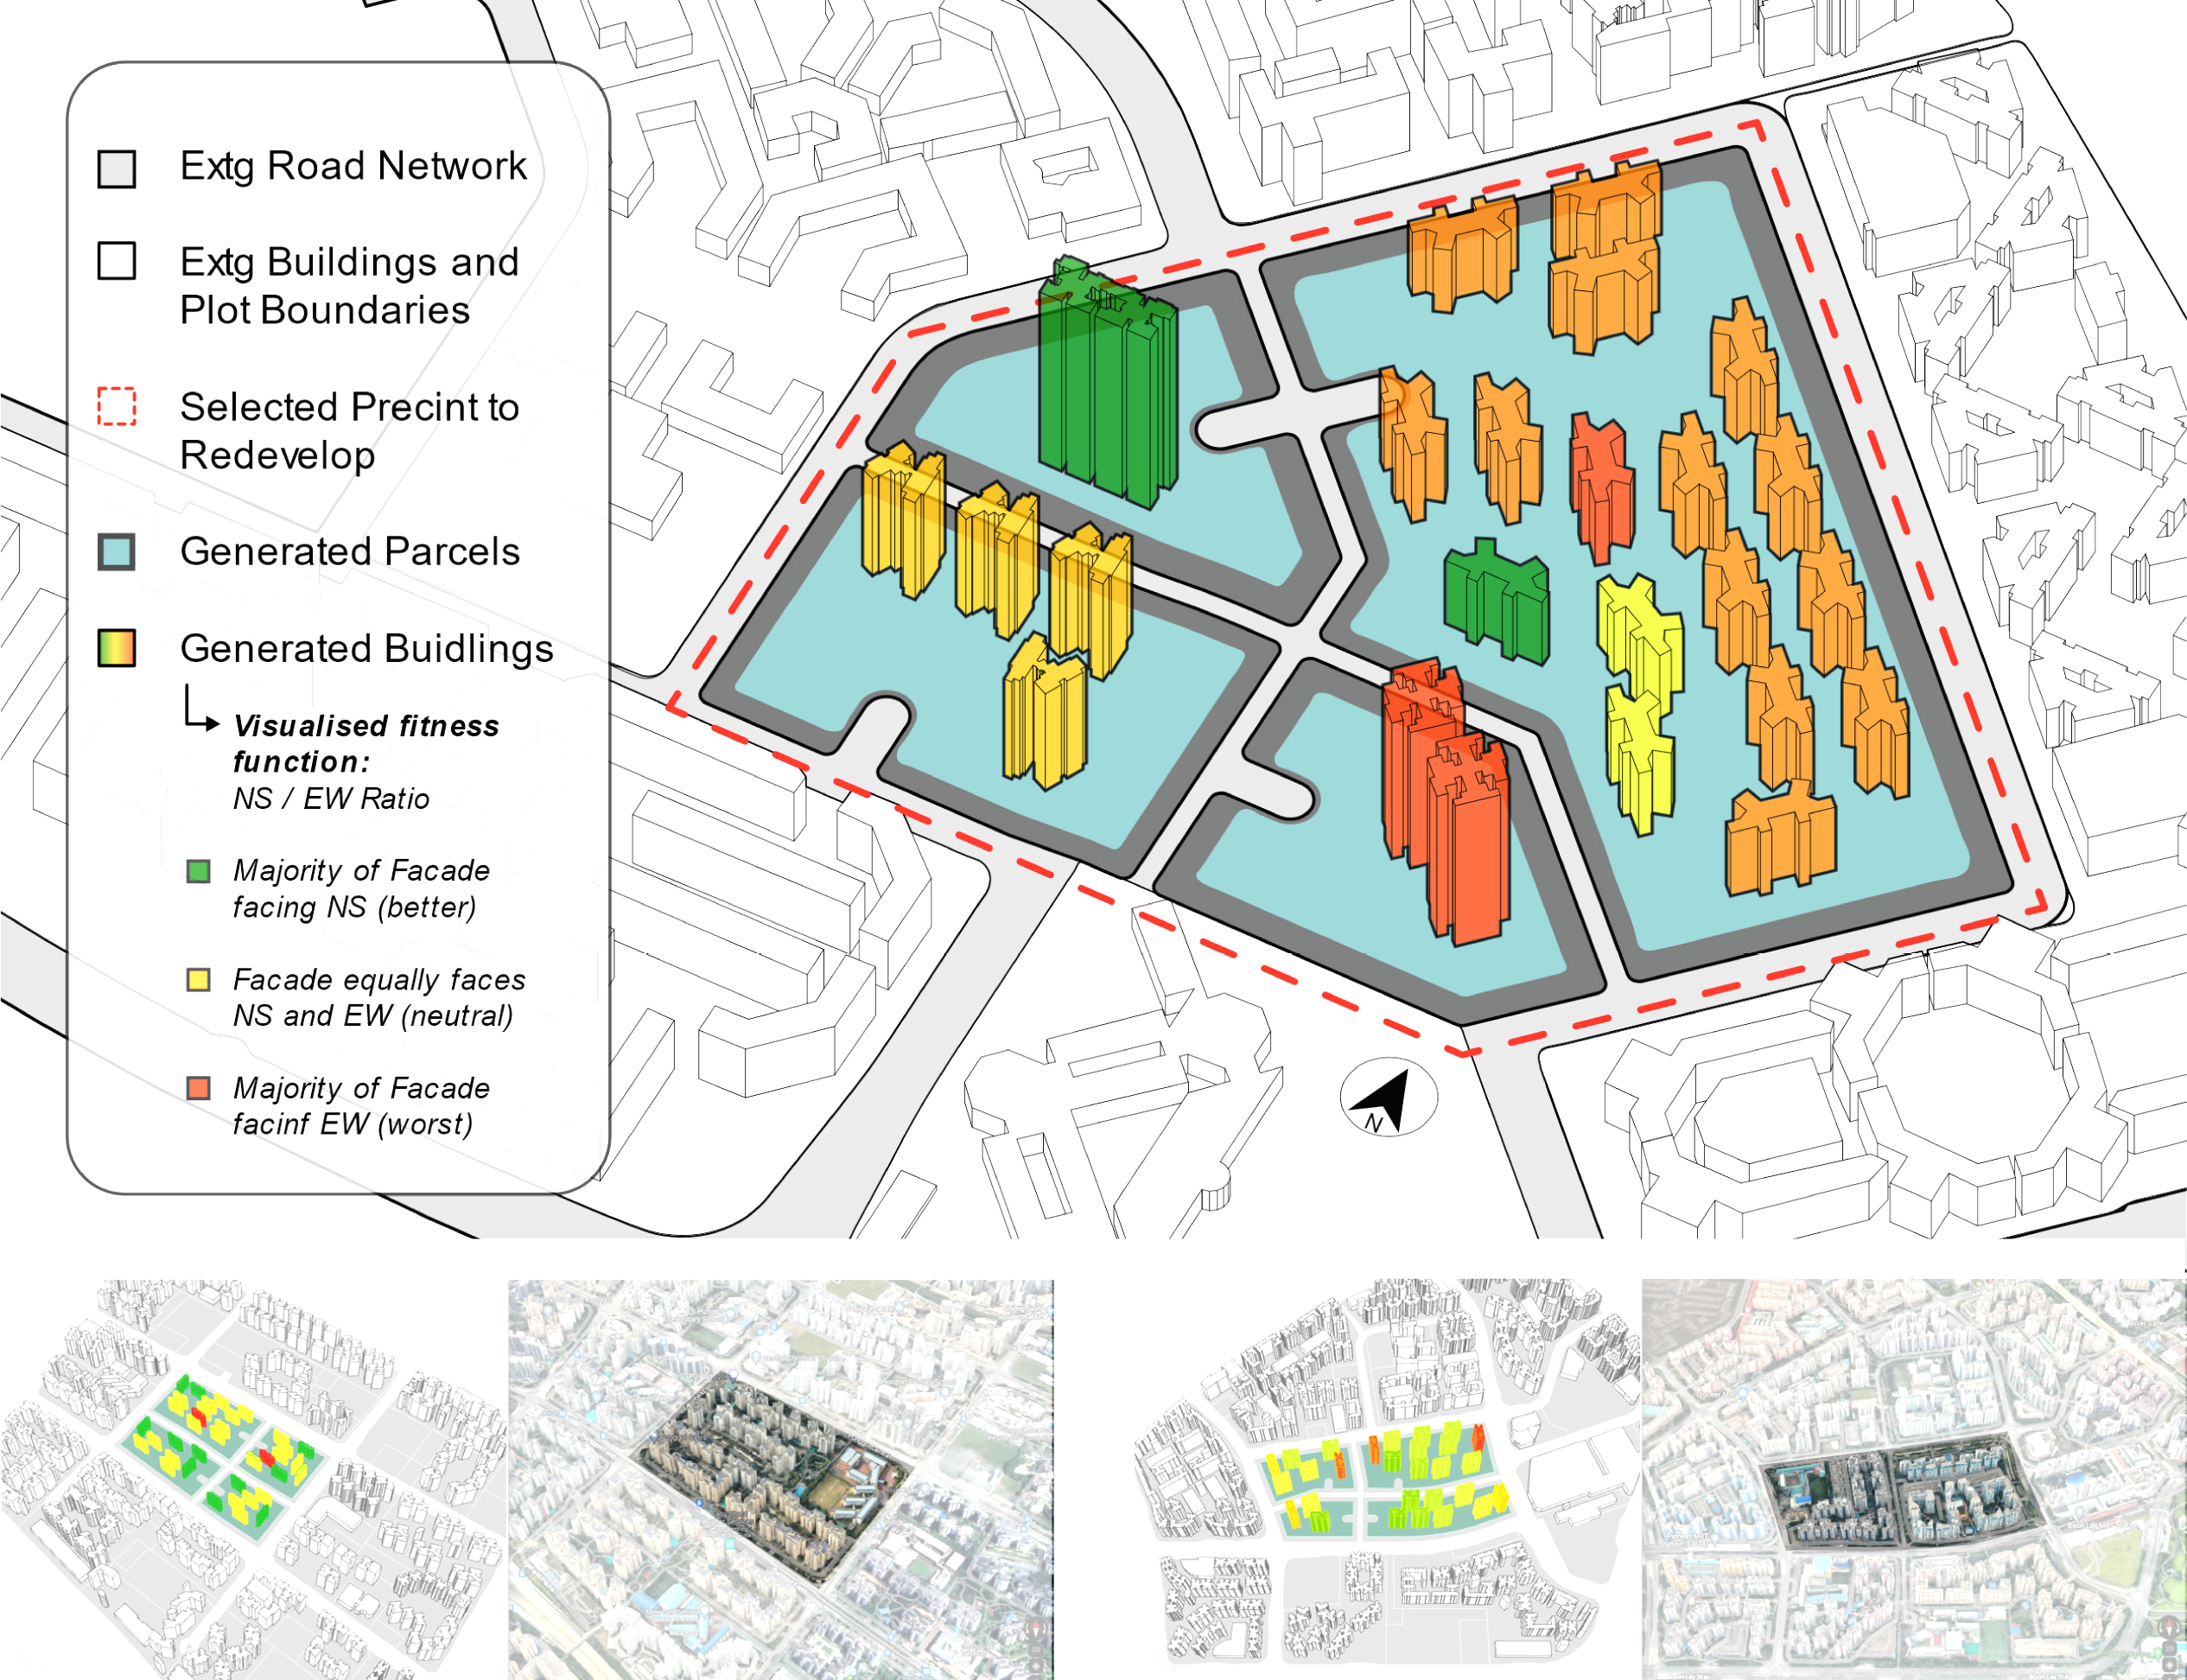 Extg Road Network
Extg Buildings and
Plot Boundaries
Selected Precint to
Redevelop
Generated Parcels
Generated Buidlings
Visualised fitness
function:
NS / EW Ratio
Majority of Facade
facing NS (better)
Facade equally faces
NS and EW (neutral)
Majority of Facade
facinf EW (worst)
N